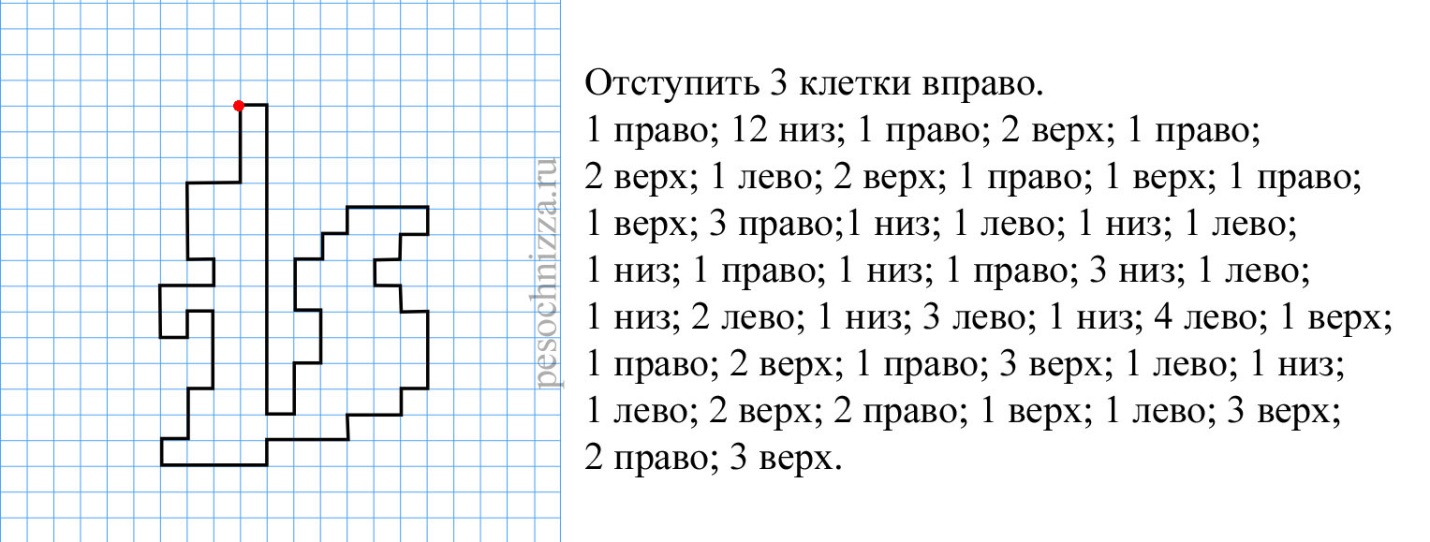 Отступить 3 клетки вправо.
1 право; 12 низ; 1 право; 2 верх; 1 право;
2 верх; 1 лево; 2 верх; 1 право; 1 верх; 1 право;
1 верх; 3 право;1 низ; 1 лево; 1 низ; 1 лево;
1 низ; 1 право; 1 низ; 1 право; 3 низ; 1 лево;
1 низ; 2 лево; 1 низ; 3 лево; 1 низ; 4 лево; 1 верх;
1 право; 2 верх; 1 право; 3 верх; 1 лево; 1 низ;
1 лево; 2 верх; 2 право; 1 верх; 1 лево; 3 верх;
2 право; 3 верх.
pesochnizza.ru